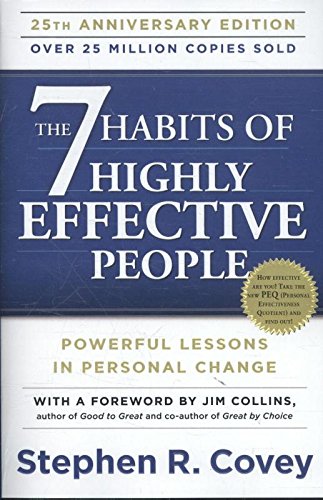 25TH ANNIVERSARY EDITION
OVER 25 MILLION COPIES SOLD
THE 7 HABITS OF
HIGHLY
EFFECTIVE
PEOPLE
How effective
are you? Take the
new PEQ (Personal
Effectiveness
Quotient) and
find out!
POWERFUL LESSONS
IN PERSONAL CHANGE
WITH A FOREWORD BY JIM COLLINS,
author of Good to Great and co-author of Great by Choice
Stephen R. Covey